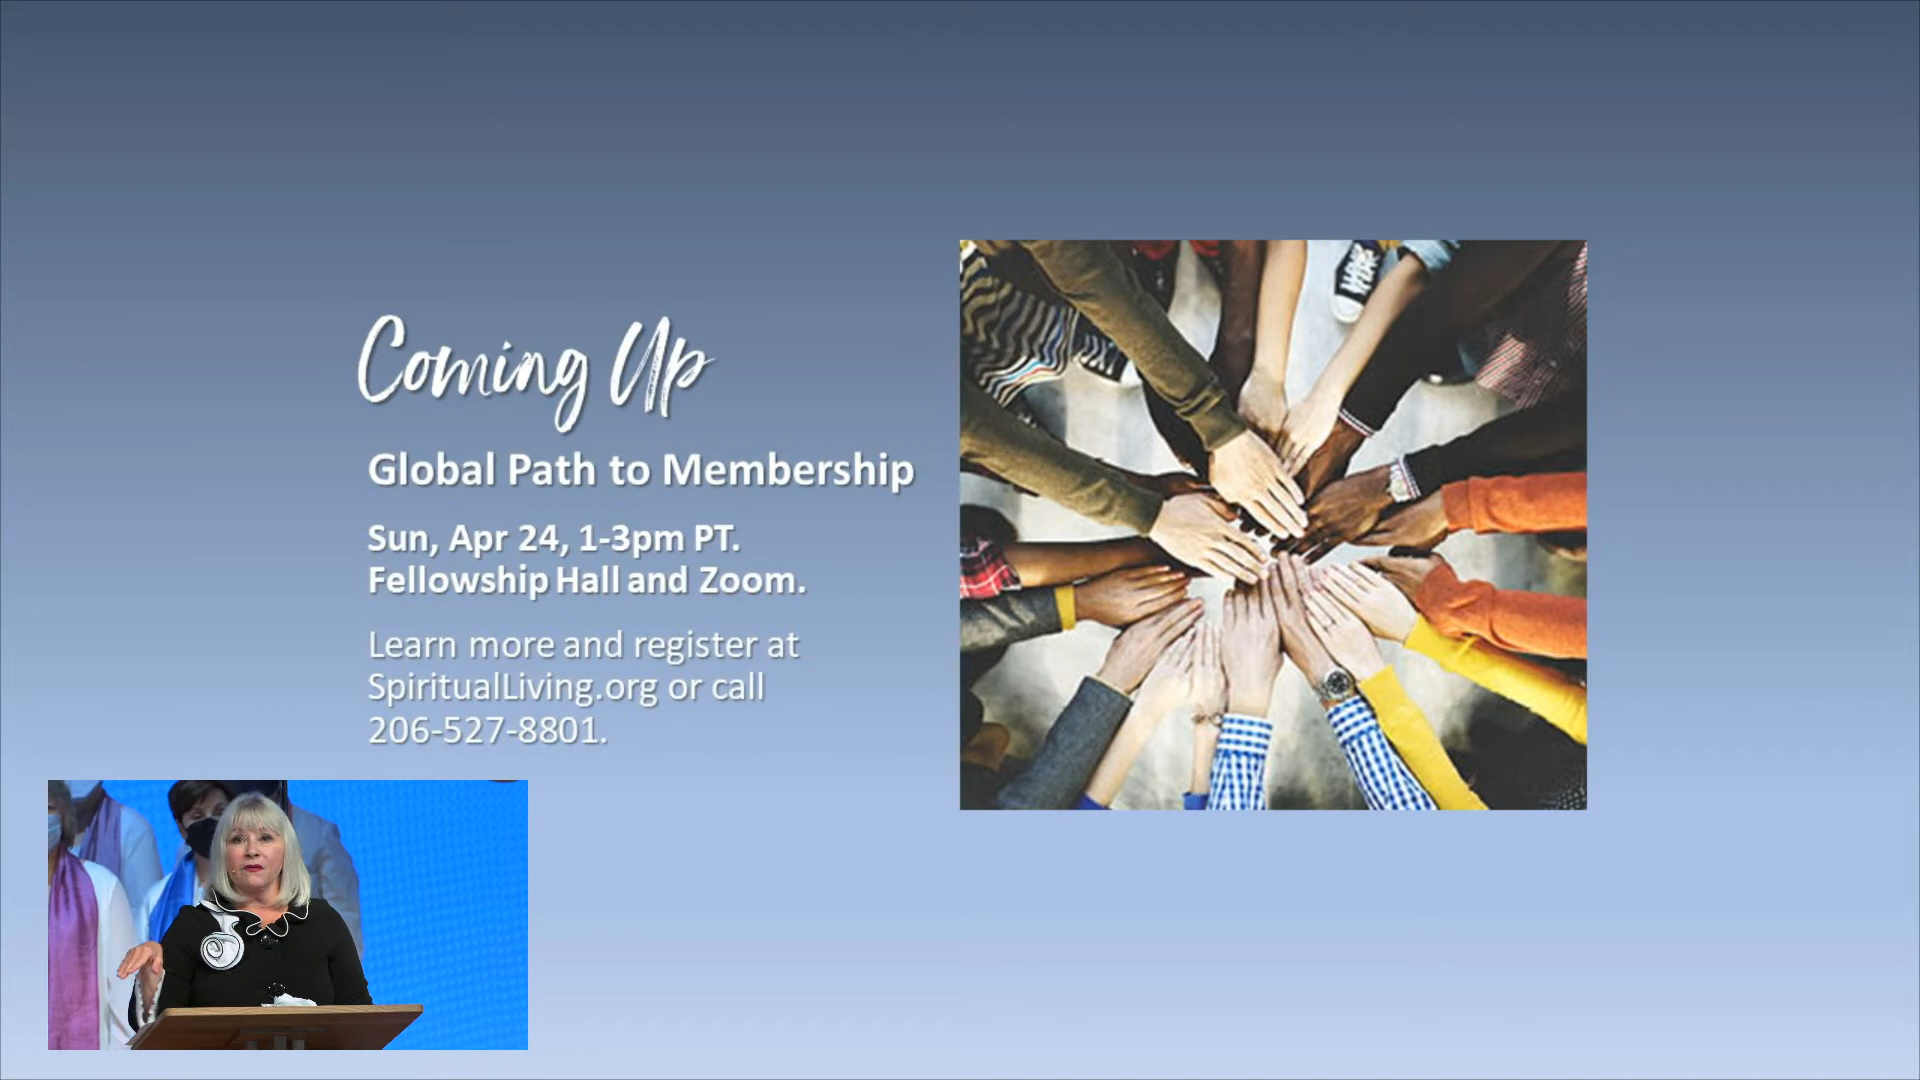 Coming Up
Global Path to Membership
Sun, Apr 24, 1-3pm PT.
Fellowship Hall and Zoom.
Learn more and register at
SpiritualLiving.org or call
206-527-8801.